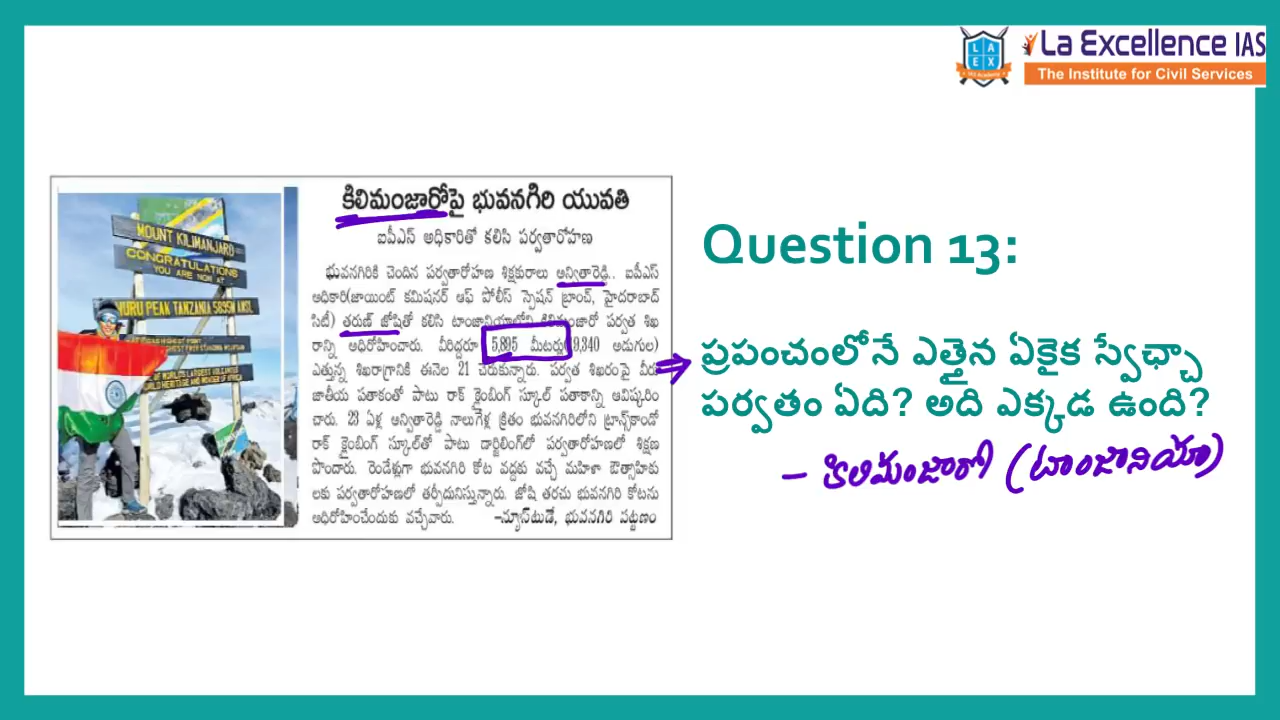 LAEX
IAS Academy
La Excellence IAS
The Institute for Civil Services
కిలిమంజారోపై భువనగిరి యువతి
ఐపీఎస్ అధికారితో కలిసి పర్వతారోహణ
భువనగిరికి చెందిన పర్వతారోహణ శిక్షకురాలు అన్వితారెడ్డి.. ఐపీఎస్
అధికారి(జాయింట్ కమిషనర్ ఆఫ్ పోలీస్ స్పెషన్ బ్రాంచ్, హైదరాబాద్
సిటీ) తరుణ్ జోషితో కలిసి టాంజానియాలోని కిలిమంజారో పర్వత శిఖ
రాన్ని అధిరోహించారు. వీరిద్దరూ 5,895 మీటర్లు(19,340 అడుగుల)
ఎత్తున్న శిఖరాగ్రానికి ఈనెల 21 చేరుకున్నారు. పర్వత శిఖరంపై వీరు
జాతీయ పతాకంతో పాటు రాక్ క్లైంబింగ్ స్కూల్ పతాకాన్ని ఆవిష్కరిం
చారు. 23 ఏళ్ల ఆన్వితారెడ్డి నాలుగేళ్ల క్రితం భువనగిరిలోని ట్రాన్స్‌కాండో
రాక్ క్లైంబింగ్ స్కూల్‌తో పాటు డార్జిలింగ్‌లో పర్వతారోహణలో శిక్షణ
పొందారు. రెండేళ్లుగా భువనగిరి కోట వద్దకు వచ్చే మహిళా ఔత్సాహికు
లకు పర్వతారోహణలో తర్ఫీదునిస్తున్నారు. జోషి తరచు భువనగిరి కోటను
అధిరోహించేందుకు వచ్చేవారు. –న్యూస్‌టుడే, భువనగిరి పట్టణం
MOUNT KILIMANJARO
CONGRATULATIONS
YOU ARE NOW AT
UHURU PEAK TANZANIA 5895M AMSL
Question 13:
ప్రపంచంలోనే ఎత్తైన ఏకైక స్వేఛ్చా
పర్వతం ఏది? అది ఎక్కడ ఉంది?
– కిలిమంజారో (టాంజానియా)